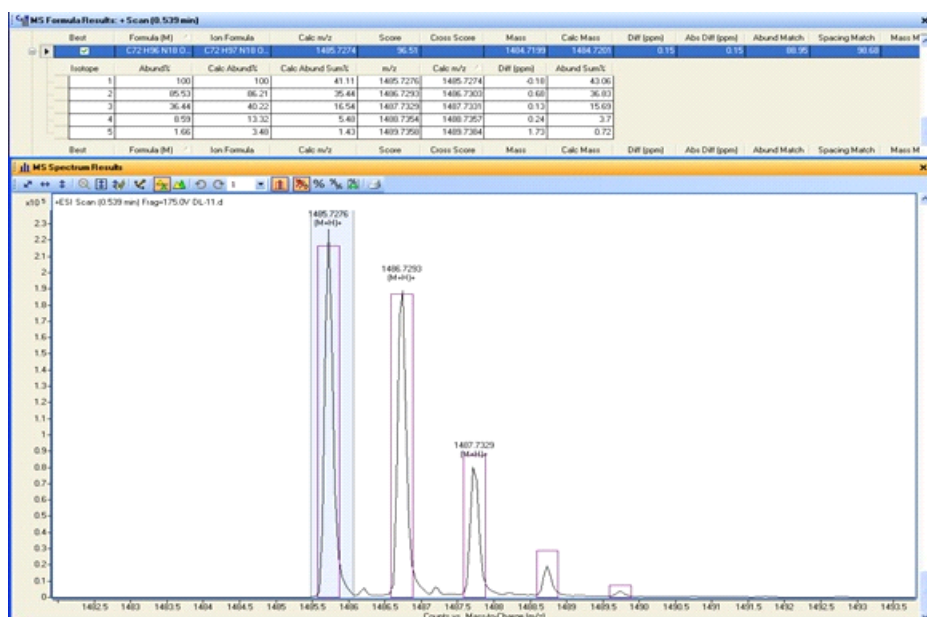 MS Formula Results: + Scan (0.539 min)
Best Formula (M) Ion Formula Calc m/z Score Cross Score Mass Calc Mass Diff (ppm) Abs Diff (ppm) Abund Match Spacing Match Mass M
C72 H96 N18 O... C72 H97 N18 O... 1485.7274 96.51 1484.7199 1484.7201 0.15 0.15 88.95 98.68
Isotope Abund% Calc Abund% Calc Abund Sum% m/z Calc m/z Diff (ppm) Abund Sum%
1 100 100 41.11 1485.7276 1485.7274 -0.18 43.06
2 85.53 86.21 35.44 1486.7293 1486.7303 0.68 36.83
3 36.44 40.22 16.54 1487.7329 1487.7331 0.13 15.69
4 8.59 13.32 5.48 1488.7354 1488.7357 0.24 3.7
5 1.66 3.48 1.43 1489.7358 1489.7384 1.73 0.72
Best Formula (M) Ion Formula Calc m/z Score Cross Score Mass Calc Mass Diff (ppm) Abs Diff (ppm) Abund Match Spacing Match Mass M
MS Spectrum Results
x10 5 +ESI Scan (0.539 min) Frag=175.0V DL-11.d
1485.7276
(M+H)+
1486.7293
(M+H)+
1487.7329
(M+H)+
2.3
2.2
2.1
2
1.9
1.8
1.7
1.6
1.5
1.4
1.3
1.2
1.1
1
0.9
0.8
0.7
0.6
0.5
0.4
0.3
0.2
0.1
0
1482.5 1483 1483.5 1484 1484.5 1485 1485.5 1486 1486.5 1487 1487.5 1488 1488.5 1489 1489.5 1490 1490.5 1491 1491.5 1492 1492.5 1493 1493.5
Counts vs. Mass-to-Charge (m/z)